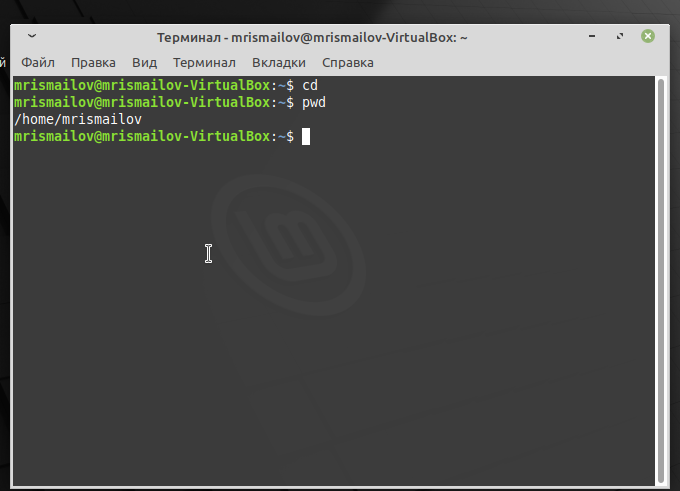 Терминал - mrismailov@mrismailov-VirtualBox: ~
й
Файл Правка Вид Терминал Вкладки Справка
mrismailov@mrismailov-VirtualBox:~$ cd
mrismailov@mrismailov-VirtualBox:~$ pwd
/home/mrismailov
mrismailov@mrismailov-VirtualBox:~$